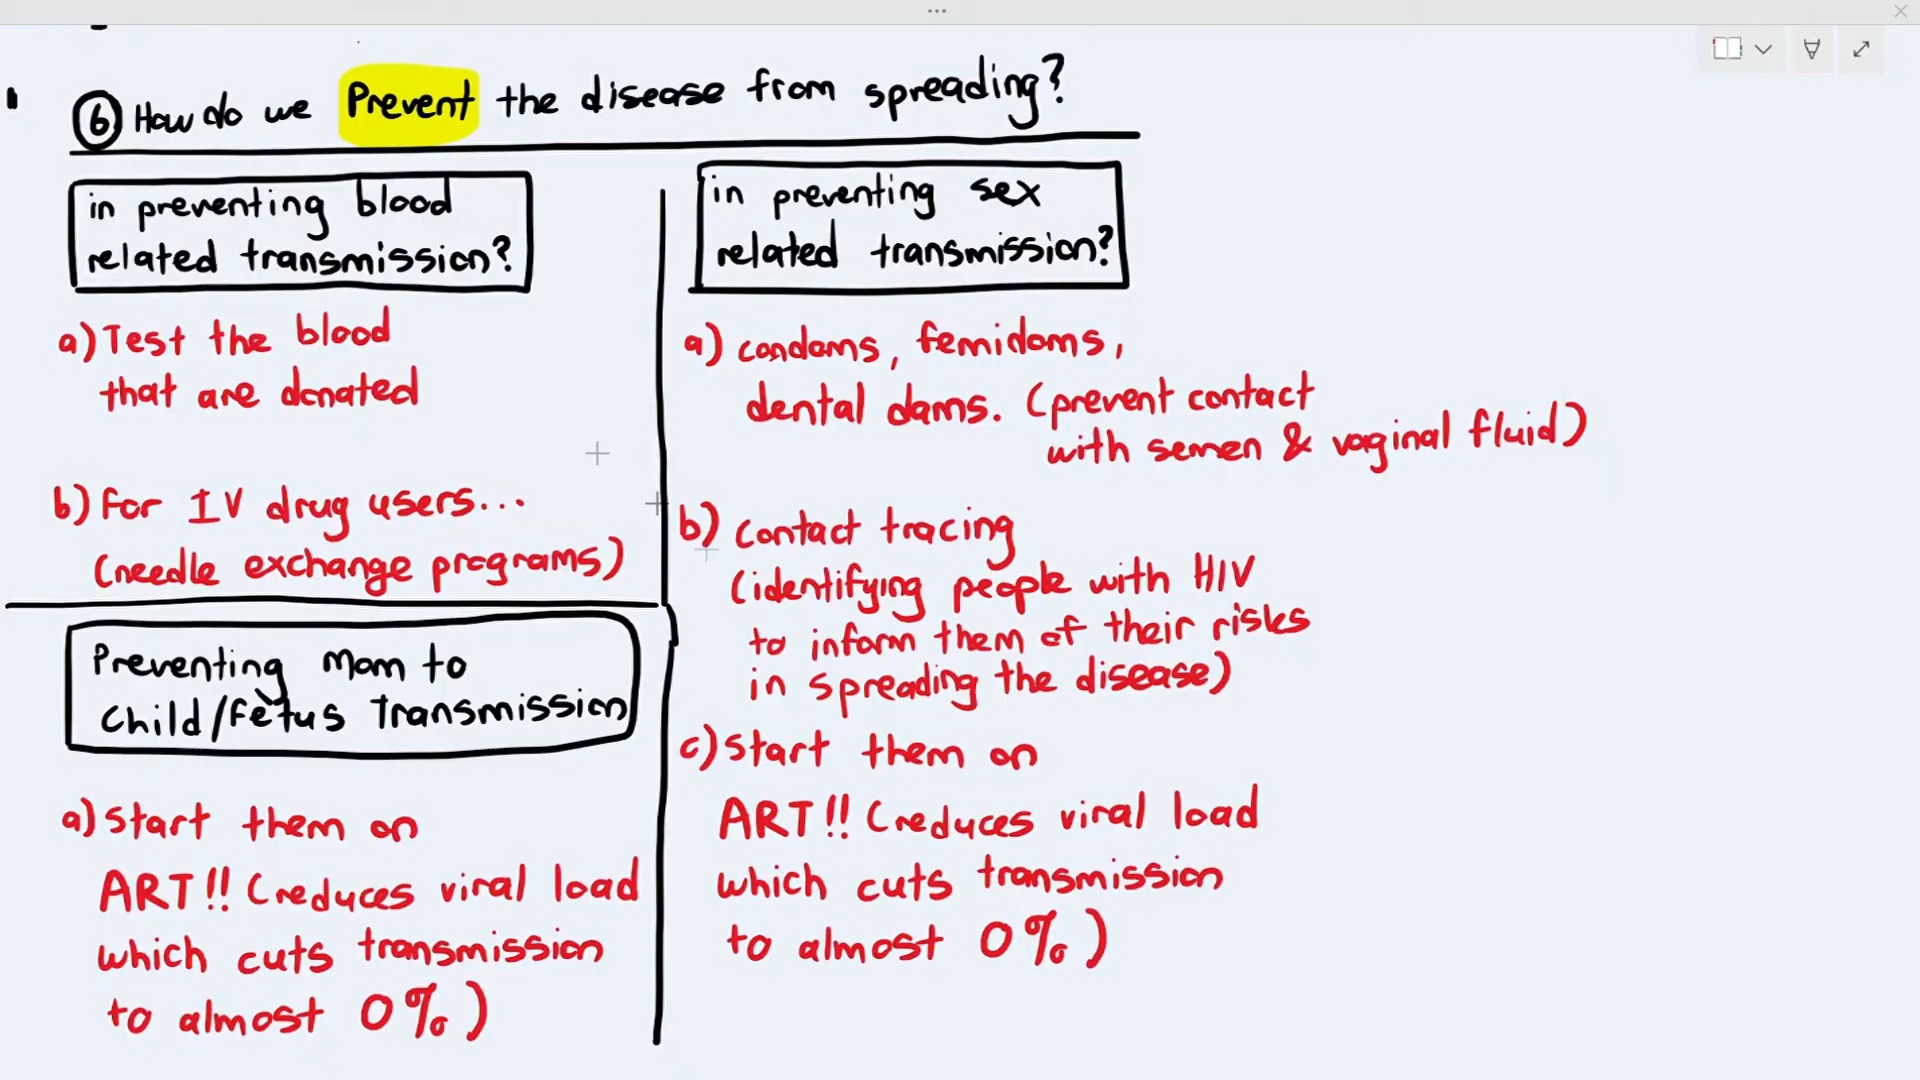 ⑥ How do we Prevent the disease from spreading?
in preventing blood
related transmission?
a) Test the blood
that are donated
b) For IV drug users...
(needle exchange programs)
Preventing Mom to
Child/Fetus Transmission
a) Start them on
ART!! (reduces viral load
which cuts transmission
to almost 0%)
in preventing sex
related transmission?
a) condoms, femidoms,
dental dams. (prevent contact
with semen & vaginal fluid)
b) Contact tracing
(identifying people with HIV
to inform them of their risks
in spreading the disease)
c) Start them on
ART!! (reduces viral load
which cuts transmission
to almost 0%)